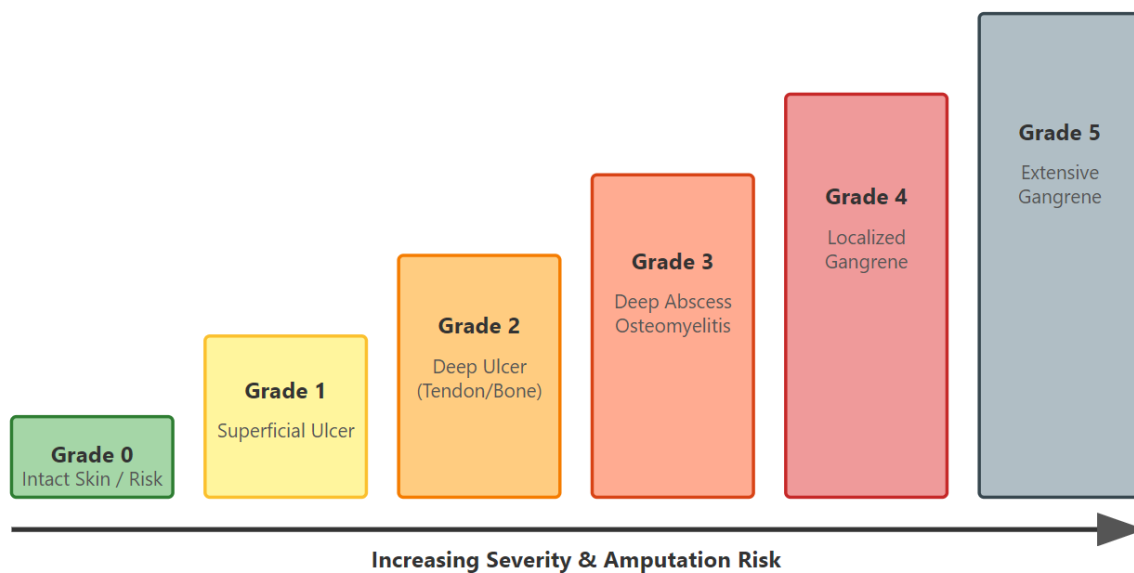 Grade 0
Intact Skin / Risk
Grade 1
Superficial Ulcer
Grade 2
Deep Ulcer
(Tendon/Bone)
Grade 3
Deep Abscess
Osteomyelitis
Grade 4
Localized
Gangrene
Grade 5
Extensive
Gangrene
Increasing Severity & Amputation Risk